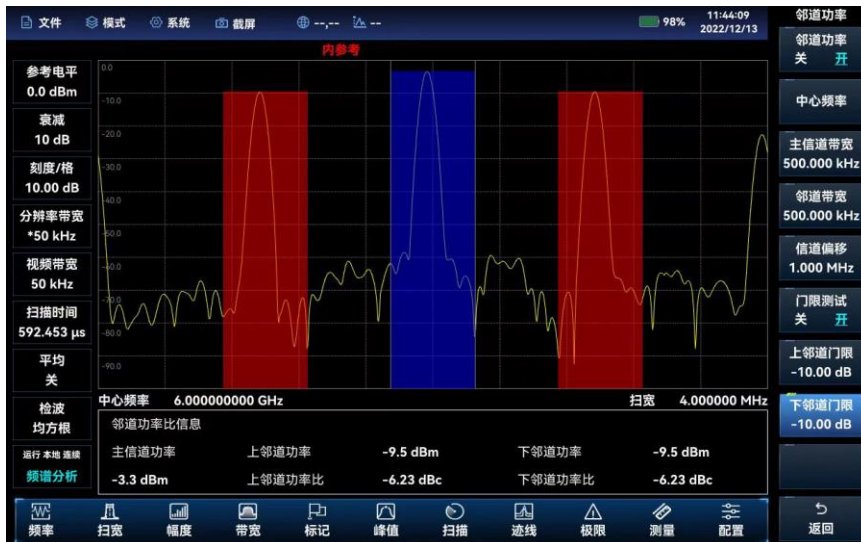 文件 模式 系统 截屏 --,-- -- 98% 11:44:09
2022/12/13
内参考
参考电平
0.0 dBm
衰减
10 dB
刻度/格
10.00 dB
分辨率带宽
*50 kHz
视频带宽
50 kHz
扫描时间
592.453 μs
平均
关
检波
均方根
运行 本地 连续
频谱分析
0.0
-10.0
-20.0
-30.0
-40.0
-50.0
-60.0
-70.0
-80.0
-90.0
中心频率 6.000000000 GHz 扫宽 4.000000 MHz
邻道功率比信息
主信道功率 上邻道功率 -9.5 dBm 下邻道功率 -9.5 dBm
-3.3 dBm 上邻道功率比 -6.23 dBc 下邻道功率比 -6.23 dBc
邻道功率
邻道功率
关 开
中心频率
主信道带宽
500.000 kHz
邻道带宽
500.000 kHz
信道偏移
1.000 MHz
门限测试
关 开
上邻道门限
-10.00 dB
下邻道门限
-10.00 dB
返回
频率 扫宽 幅度 带宽 标记 峰值 扫描 迹线 极限 测量 配置